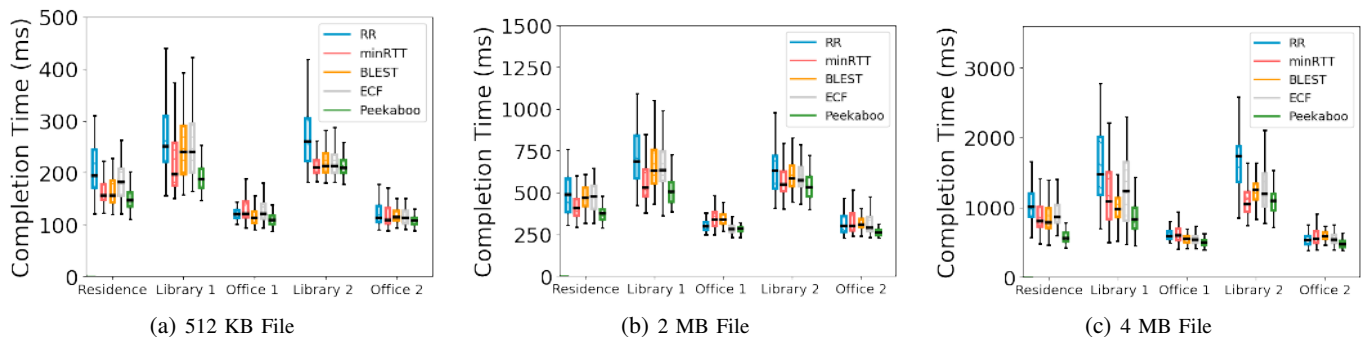 Completion Time (ms)
500
400
300
200
100
0
RR
minRTT
BLEST
ECF
Peekaboo
Residence Library 1 Office 1 Library 2 Office 2
(a) 512 KB File
Completion Time (ms)
1500
1250
1000
750
500
250
0
RR
minRTT
BLEST
ECF
Peekaboo
Residence Library 1 Office 1 Library 2 Office 2
(b) 2 MB File
Completion Time (ms)
3000
2000
1000
0
RR
minRTT
BLEST
ECF
Peekaboo
Residence Library 1 Office 1 Library 2 Office 2
(c) 4 MB File